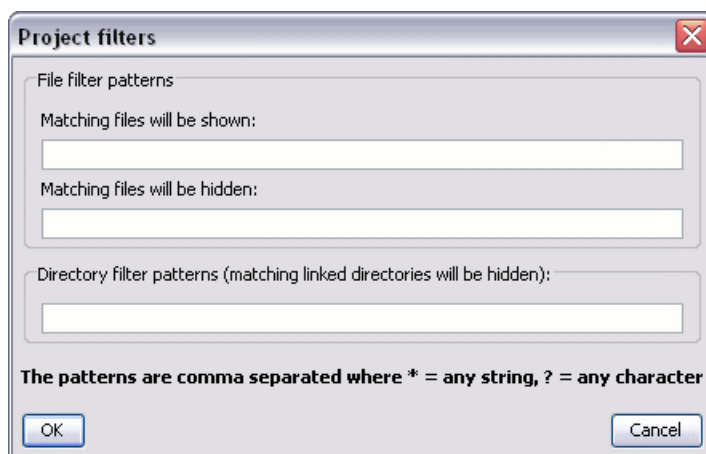 Project filters
File filter patterns
Matching files will be shown:
Matching files will be hidden:
Directory filter patterns (matching linked directories will be hidden):
The patterns are comma separated where * = any string, ? = any character
OK
Cancel